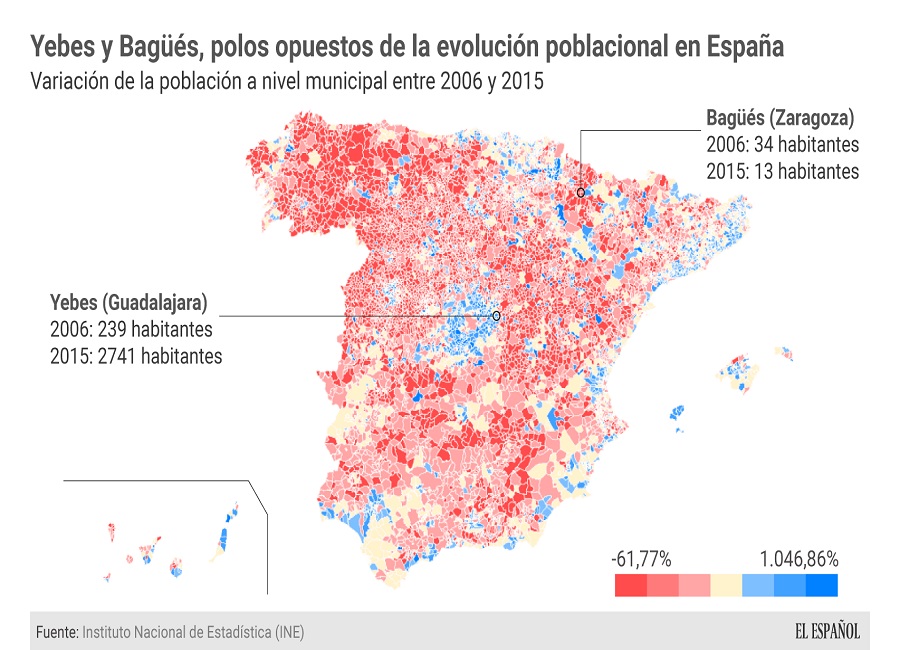 Yebes y Bagüés, polos opuestos de la evolución poblacional en España
Variación de la población a nivel municipal entre 2006 y 2015
Bagüés (Zaragoza)
2006: 34 habitantes
2015: 13 habitantes
Yebes (Guadalajara)
2006: 239 habitantes
2015: 2741 habitantes
-61,77% 1.046,86%
Fuente: Instituto Nacional de Estadística (INE) EL ESPAÑOL